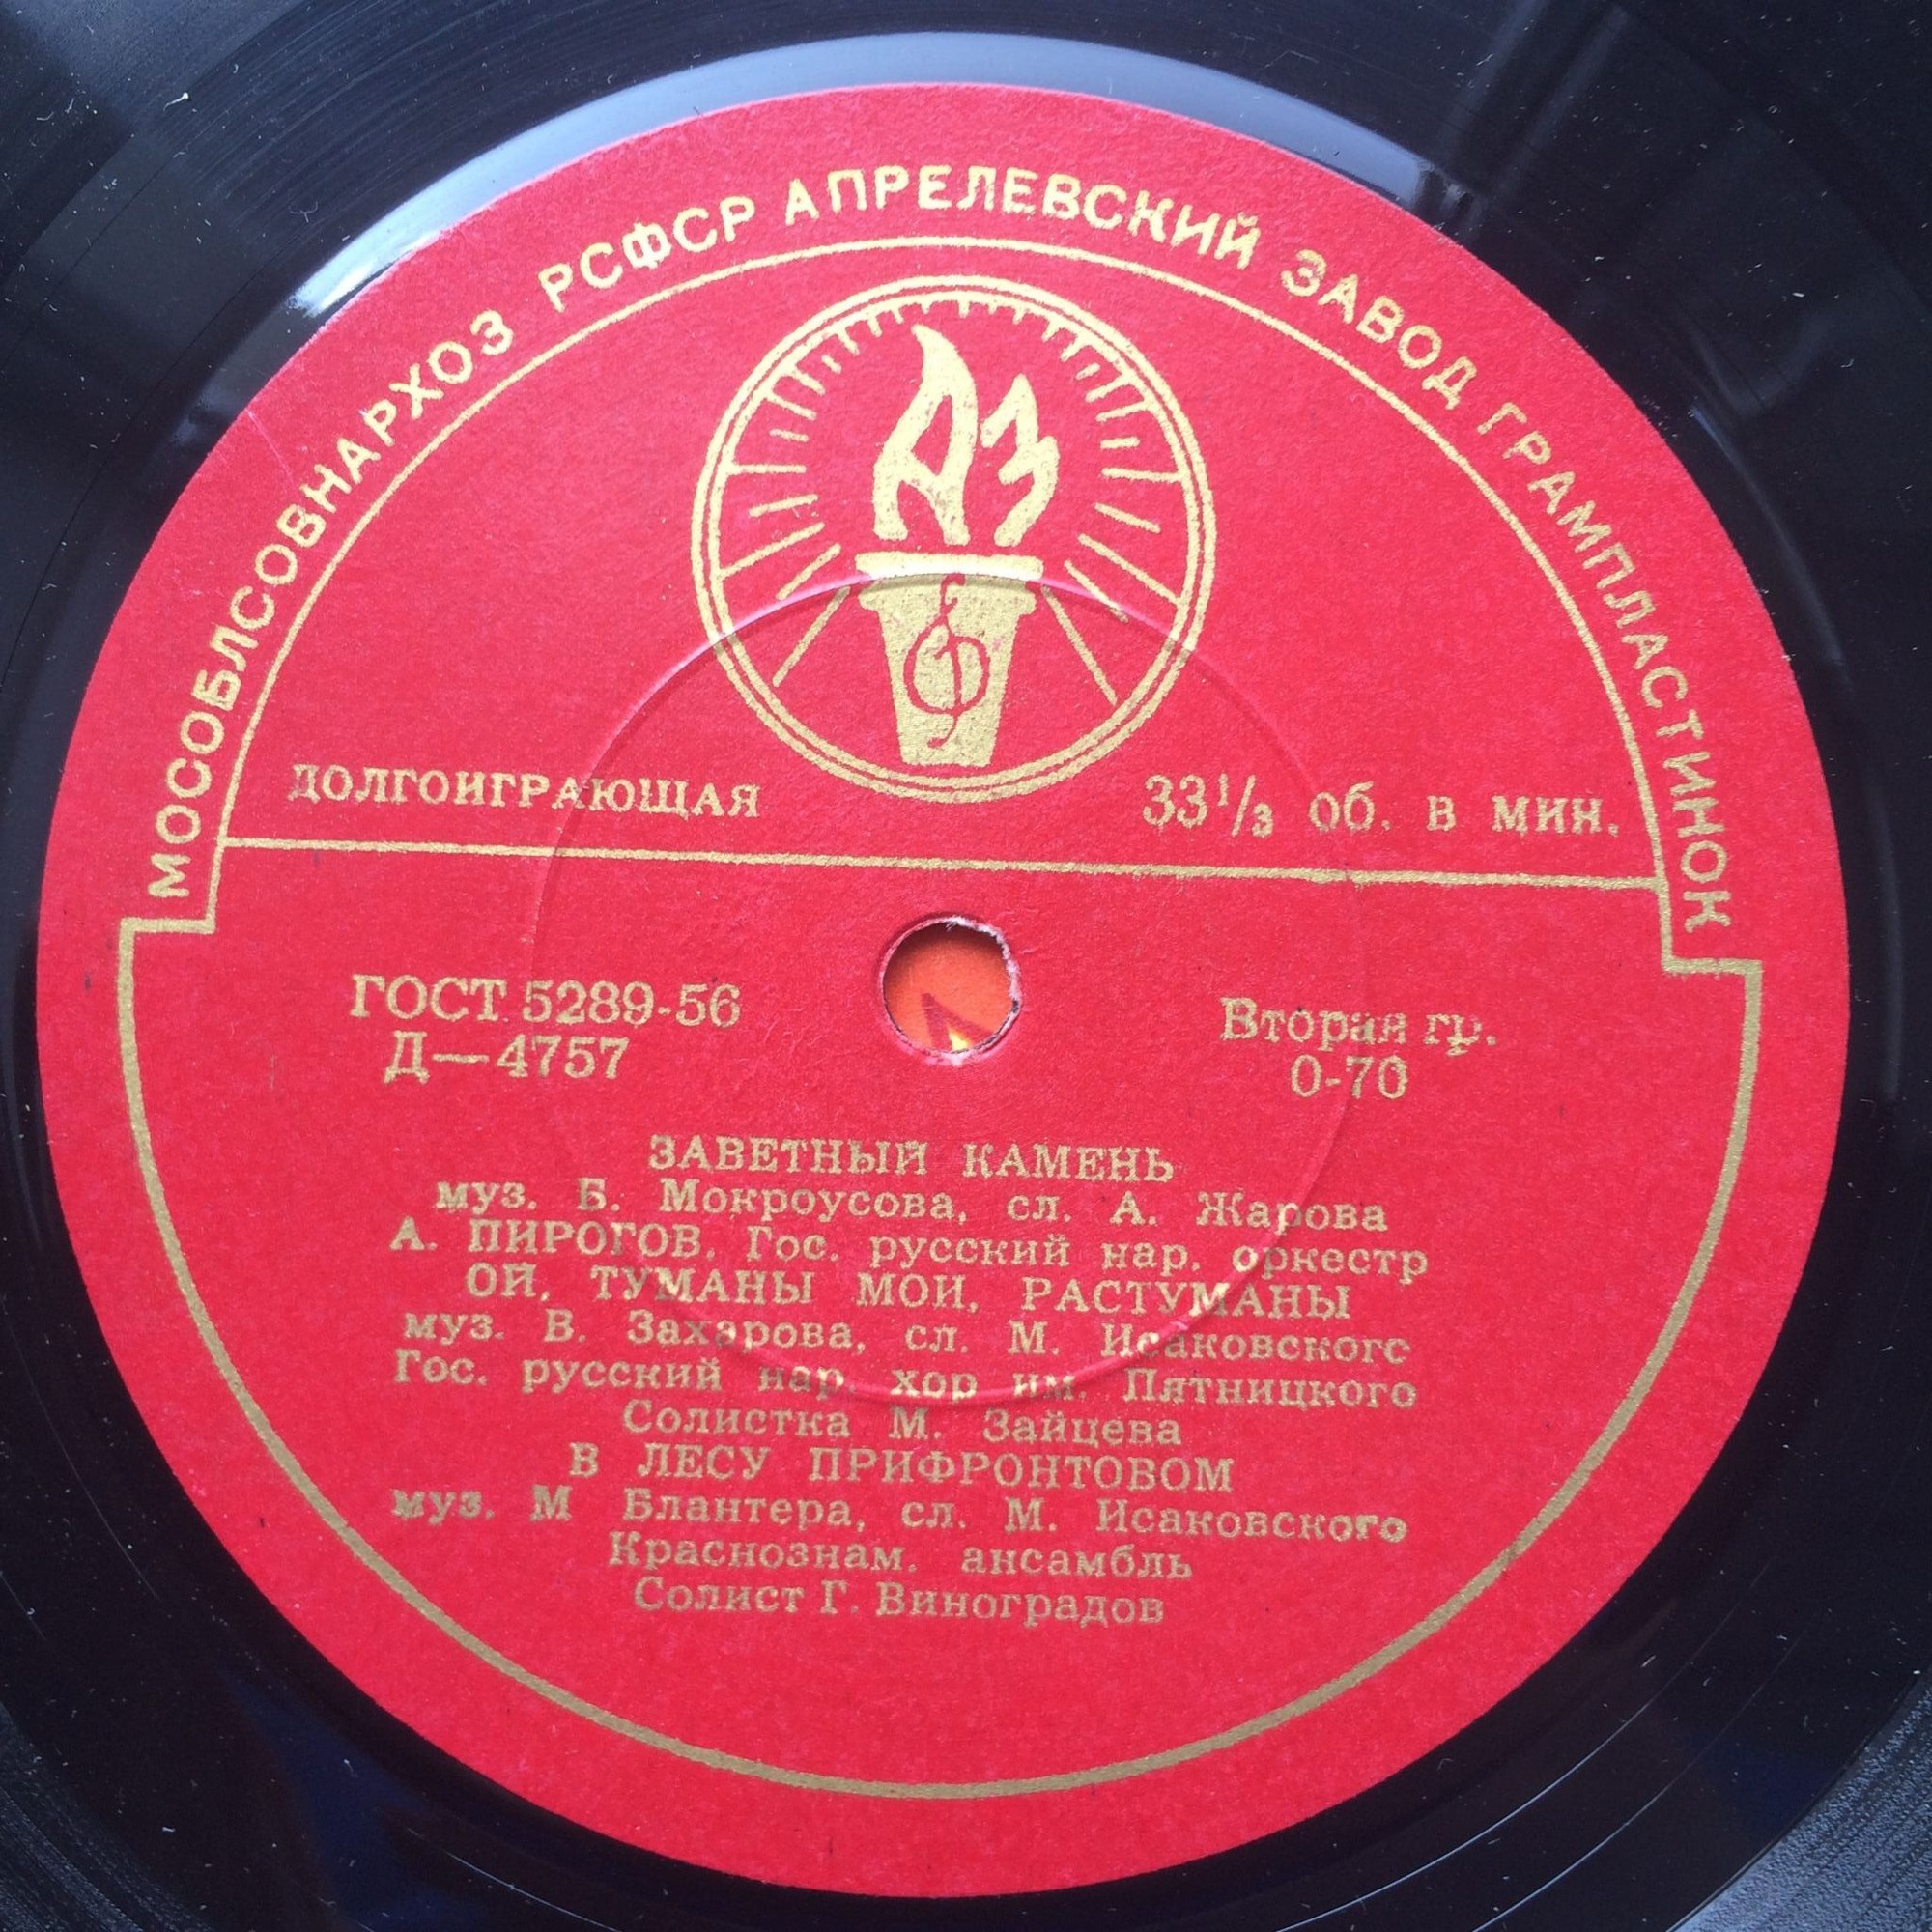 МОСОБЛСОВНАРХОЗ РСФСР АПРЕЛЕВСКИЙ ЗАВОД ГРАМПЛАСТИНОК
АЗ
ДОЛГОИГРАЮЩАЯ
33⅓ об. в мин.
ГОСТ 5289-56
Д—4757
Вторая гр.
0-70
ЗАВЕТНЫЙ КАМЕНЬ
муз. Б. Мокроусова, сл. А. Жарова
А. ПИРОГОВ. Гос. русский нар. оркестр
ОЙ, ТУМАНЫ МОИ, РАСТУМАНЫ
муз. В. Захарова, сл. М. Исаковского
Гос. русский нар. хор им. Пятницкого
Солистка М. Зайцева
В ЛЕСУ ПРИФРОНТОВОМ
муз. М Блантера, сл. М. Исаковского
Краснознам. ансамбль
Солист Г. Виноградов